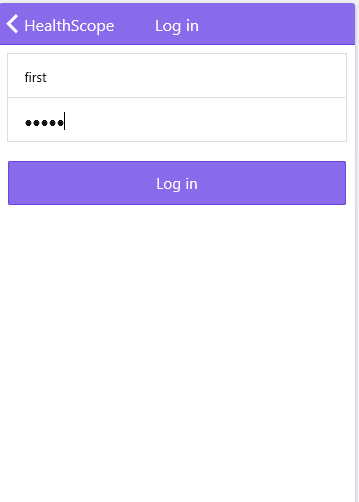 HealthScope Log in
first
•••••
Log in